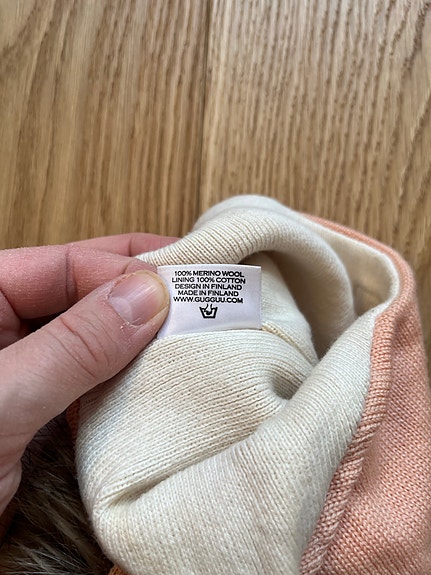 100% MERINO WOOL
LINING 100% COTTON
DESIGN IN FINLAND
MADE IN FINLAND
WWW.GUGGUU.COM